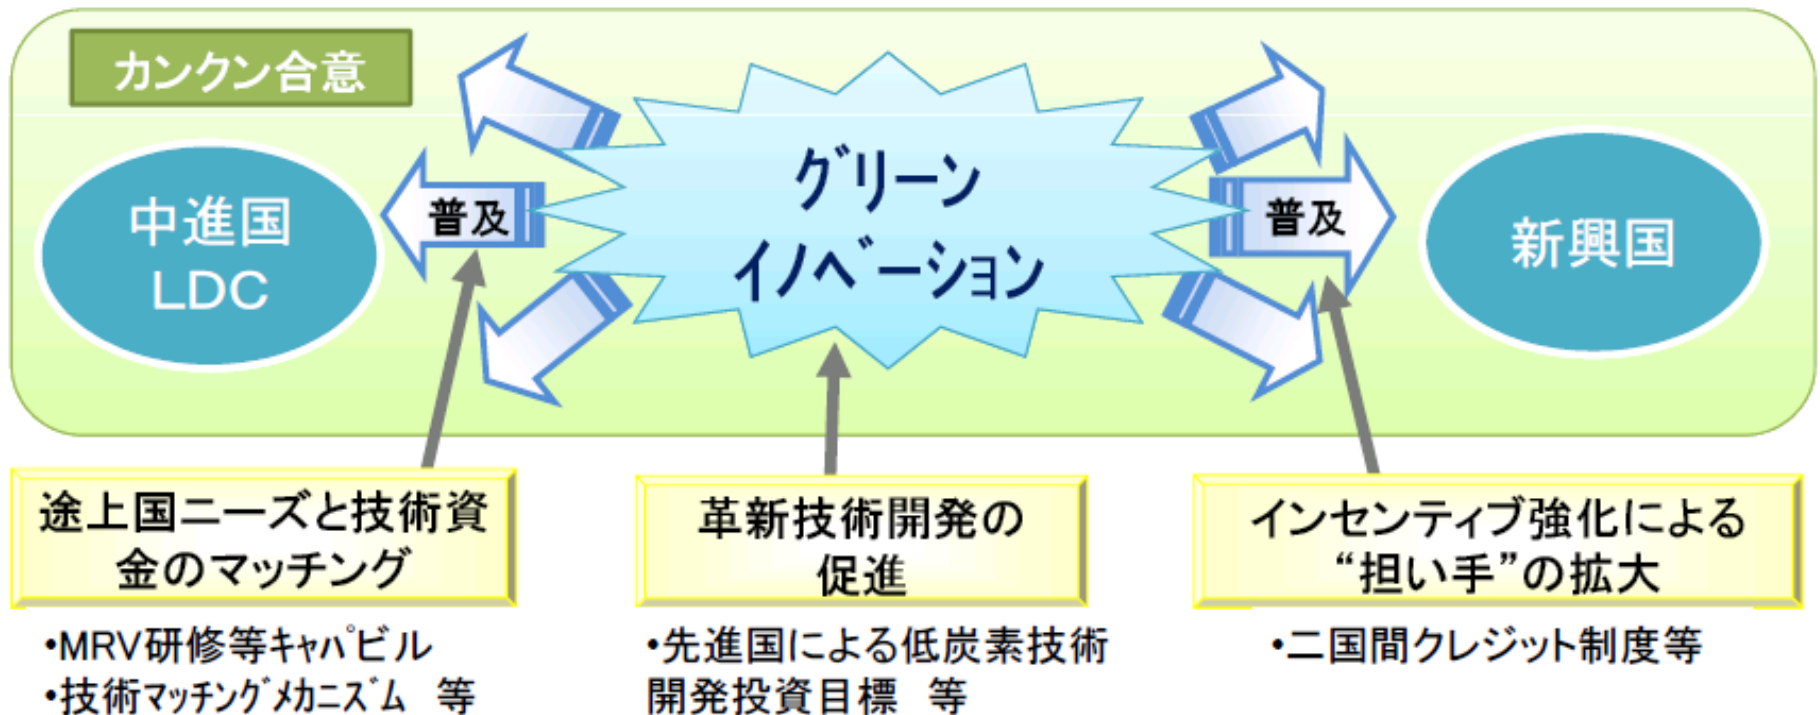 カンクン合意
グリーン
イノベーション
中進国
LDC
普及
普及
新興国
途上国ニーズと技術資
金のマッチング
革新技術開発の
促進
インセンティブ強化による
“担い手”の拡大
•MRV研修等ｷｬﾊﾟビル
•技術ﾏｯﾁﾝｸﾞﾒｶﾆｽﾞﾑ 等
•先進国による低炭素技術
開発投資目標 等
•二国間クレジット制度等